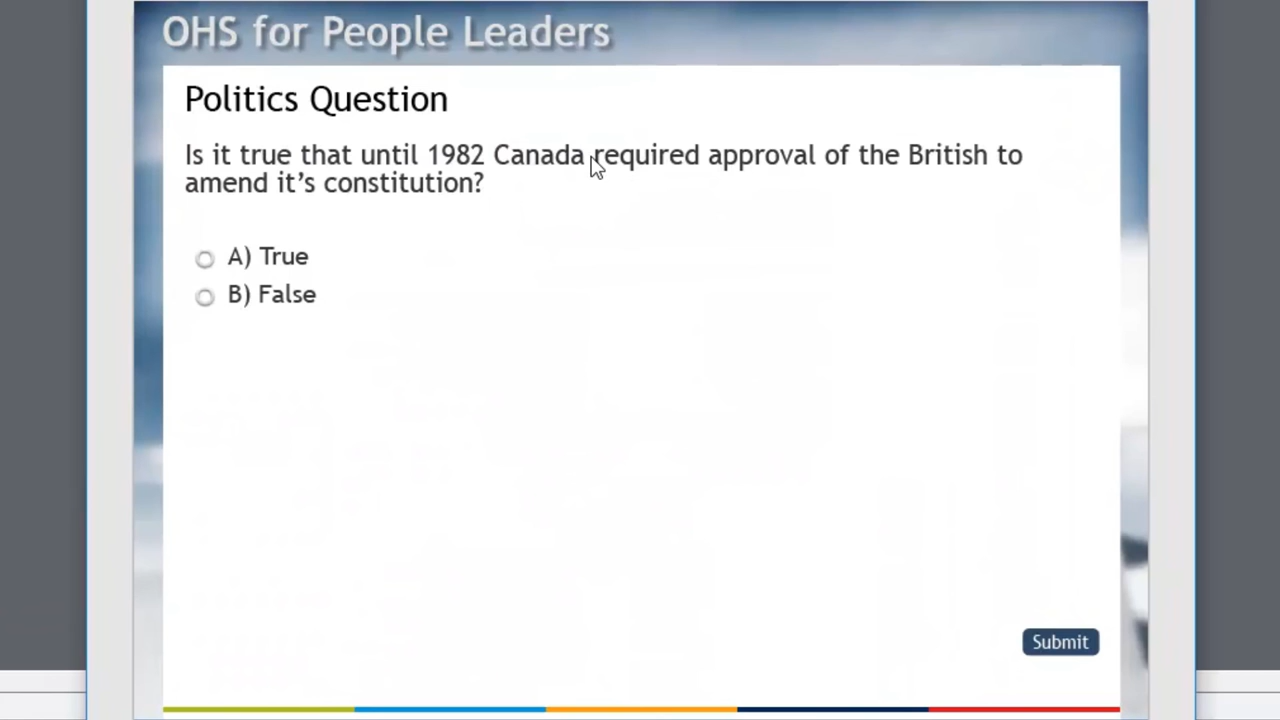 OHS for People Leaders
Politics Question
Is it true that until 1982 Canada required approval of the British to
amend it’s constitution?
A) True
B) False
Submit